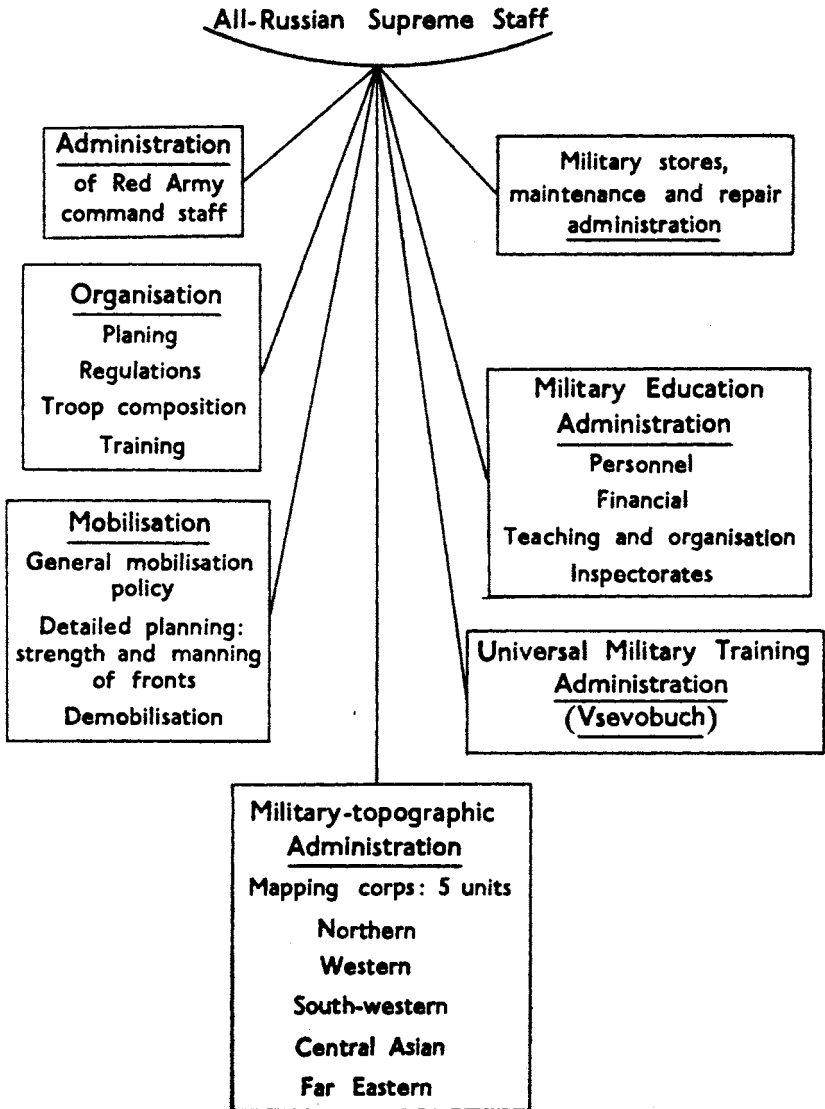 All-Russian Supreme Staff
Administration
of Red Army
command staff
Military stores,
maintenance and repair
administration
Organisation
Planing
Regulations
Troop composition
Training
Military Education
Administration
Personnel
Financial
Teaching and organisation
Inspectorates
Mobilisation
General mobilisation
policy
Detailed planning:
strength and manning
of fronts
Demobilisation
Universal Military Training
Administration
(Vsevobuch)
Military-topographic
Administration
Mapping corps: 5 units
Northern
Western
South-western
Central Asian
Far Eastern